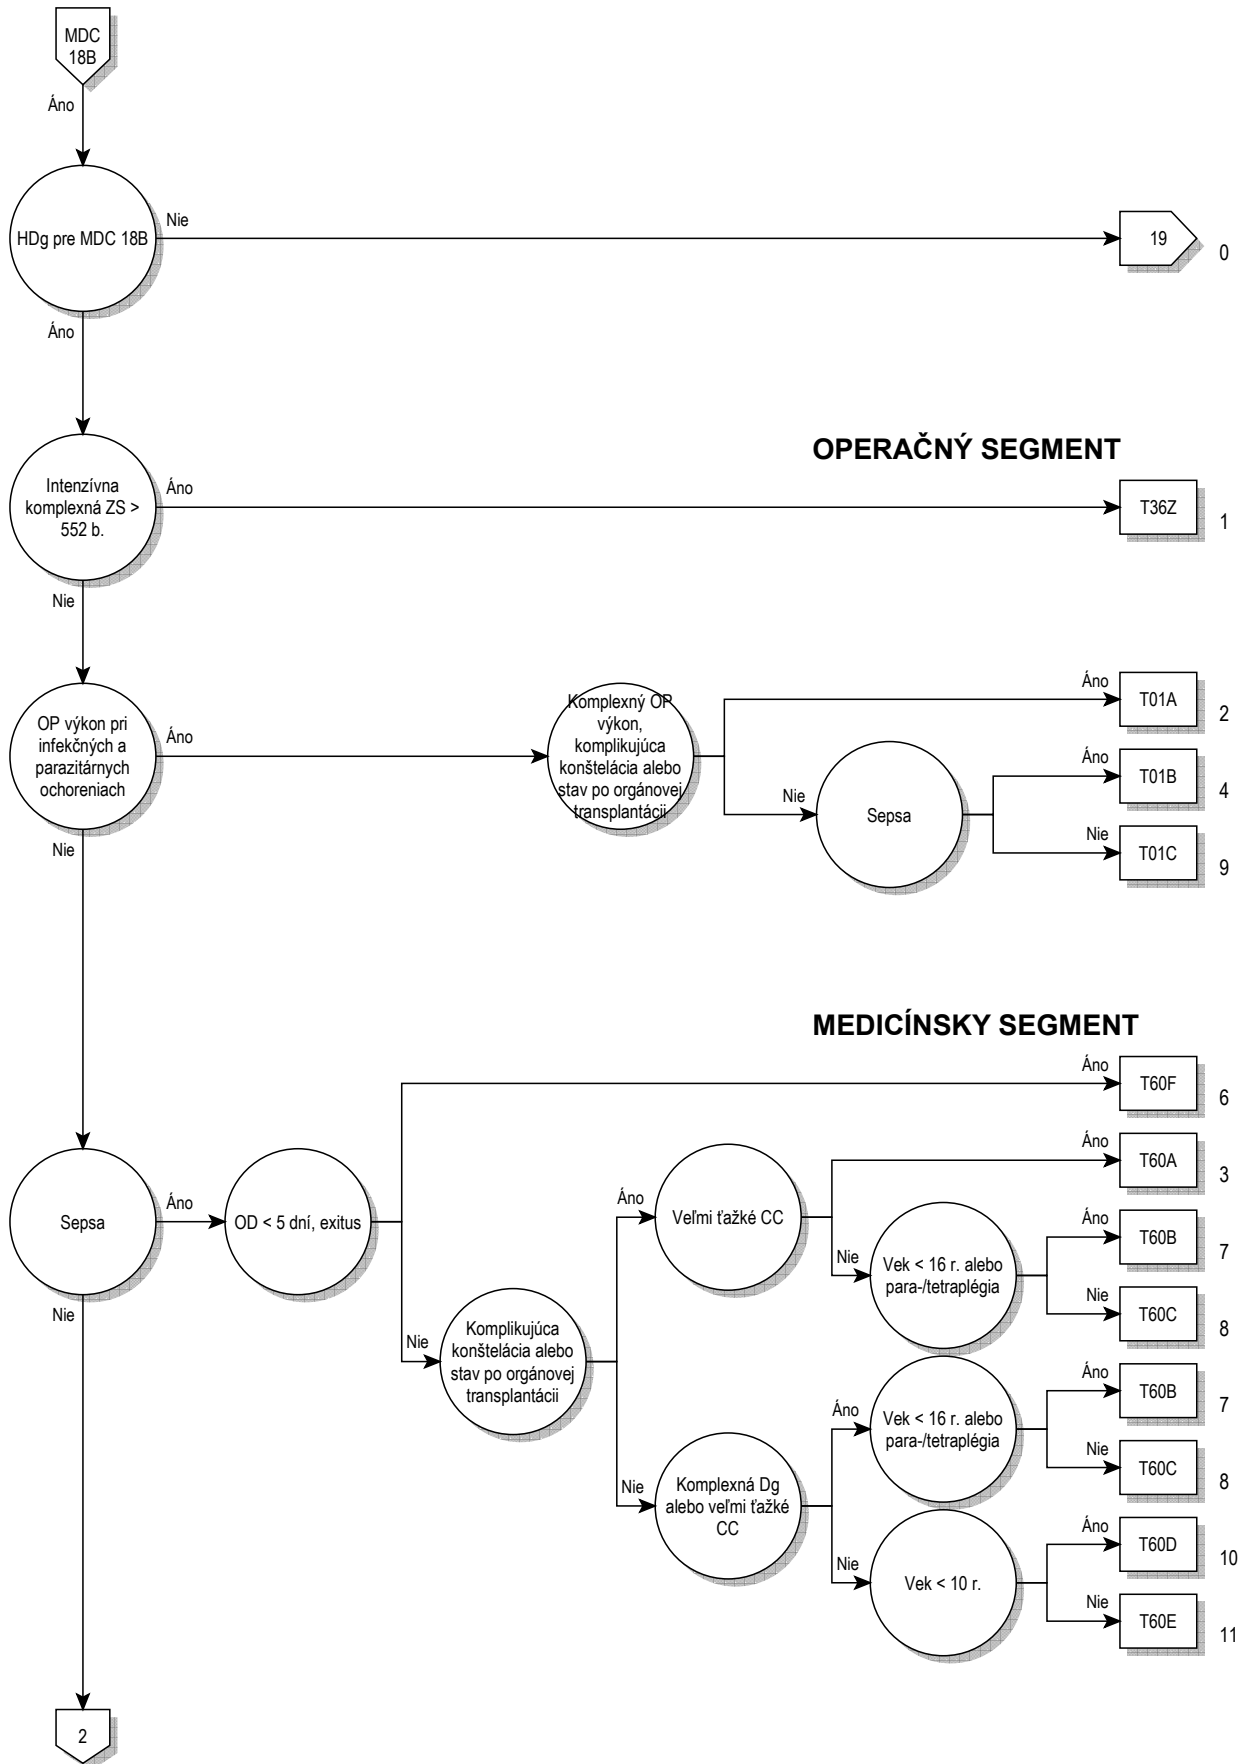 MDC
18B
Áno
HDg pre MDC 18B
Nie
19
0
Áno
OPERAČNÝ SEGMENT
Intenzívna
komplexná ZS >
552 b.
Áno
T36Z
1
Nie
OP výkon pri
infekčných a
parazitárnych
ochoreniach
Áno
Komplexný OP
výkon,
komplikujúca
konštelácia alebo
stav po orgánovej
transplantácii
Áno
T01A
2
Nie
Sepsa
Áno
T01B
4
Nie
T01C
9
Nie
MEDICÍNSKY SEGMENT
Sepsa
Áno
OD < 5 dní, exitus
Áno
T60F
6
Nie
Komplikujúca
konštelácia alebo
stav po orgánovej
transplantácii
Áno
Veľmi ťažké CC
Áno
T60A
3
Nie
Vek < 16 r. alebo
para-/tetraplégia
Áno
T60B
7
Nie
T60C
8
Nie
Komplexná Dg
alebo veľmi ťažké
CC
Áno
Vek < 16 r. alebo
para-/tetraplégia
Áno
T60B
7
Nie
T60C
8
Nie
Vek < 10 r.
Áno
T60D
10
Nie
T60E
11
Nie
2